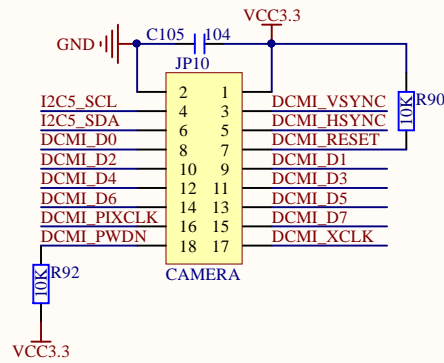 VCC3.3
C105 104
GND
JP10
2 1
I2C5_SCL 4 3 DCMI_VSYNC
I2C5_SDA 6 5 DCMI_HSYNC
DCMI_D0 8 7 DCMI_RESET
R90
10K
DCMI_D2 10 9 DCMI_D1
DCMI_D4 12 11 DCMI_D3
DCMI_D6 14 13 DCMI_D5
DCMI_PIXCLK 16 15 DCMI_D7
DCMI_PWDN 18 17 DCMI_XCLK
R92
10K
CAMERA
VCC3.3